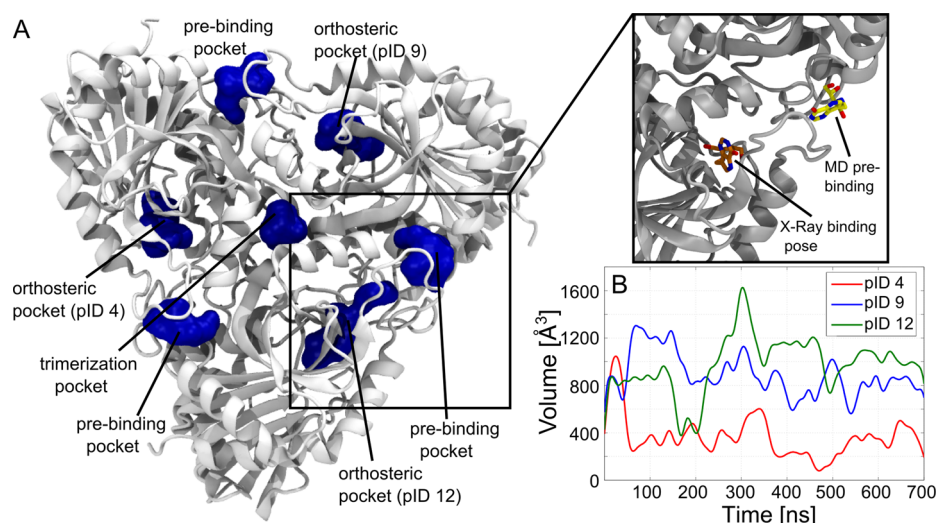 A
pre-binding
pocket
orthosteric
pocket (pID 9)
orthosteric
pocket (pID 4)
trimerization
pocket
pre-binding
pocket
orthosteric
pocket (pID 12)
pre-binding
pocket
MD pre-
binding
X-Ray binding
pose
B
pID 4
pID 9
pID 12
Volume [Å³]
1600
1200
800
400
0
100 200 300 400 500 600 700
Time [ns]